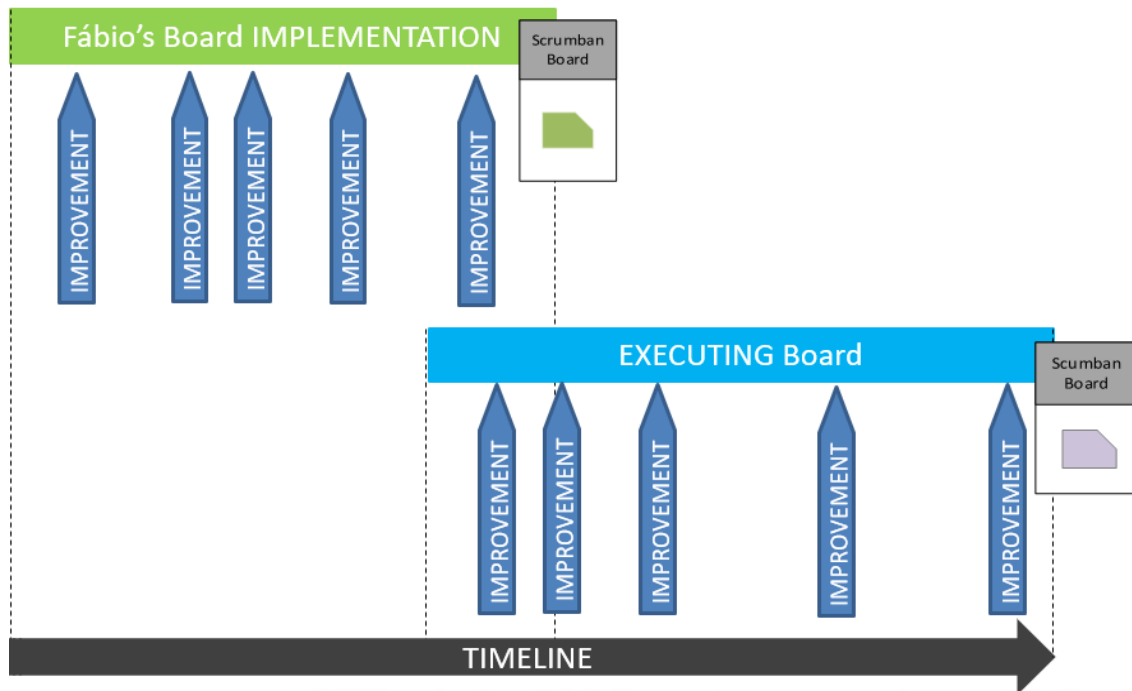 Fábio's Board IMPLEMENTATION
Scrumban
Board
IMPROVEMENT
IMPROVEMENT
IMPROVEMENT
IMPROVEMENT
IMPROVEMENT
EXECUTING Board
Scumban
Board
IMPROVEMENT
IMPROVEMENT
IMPROVEMENT
IMPROVEMENT
IMPROVEMENT
TIMELINE